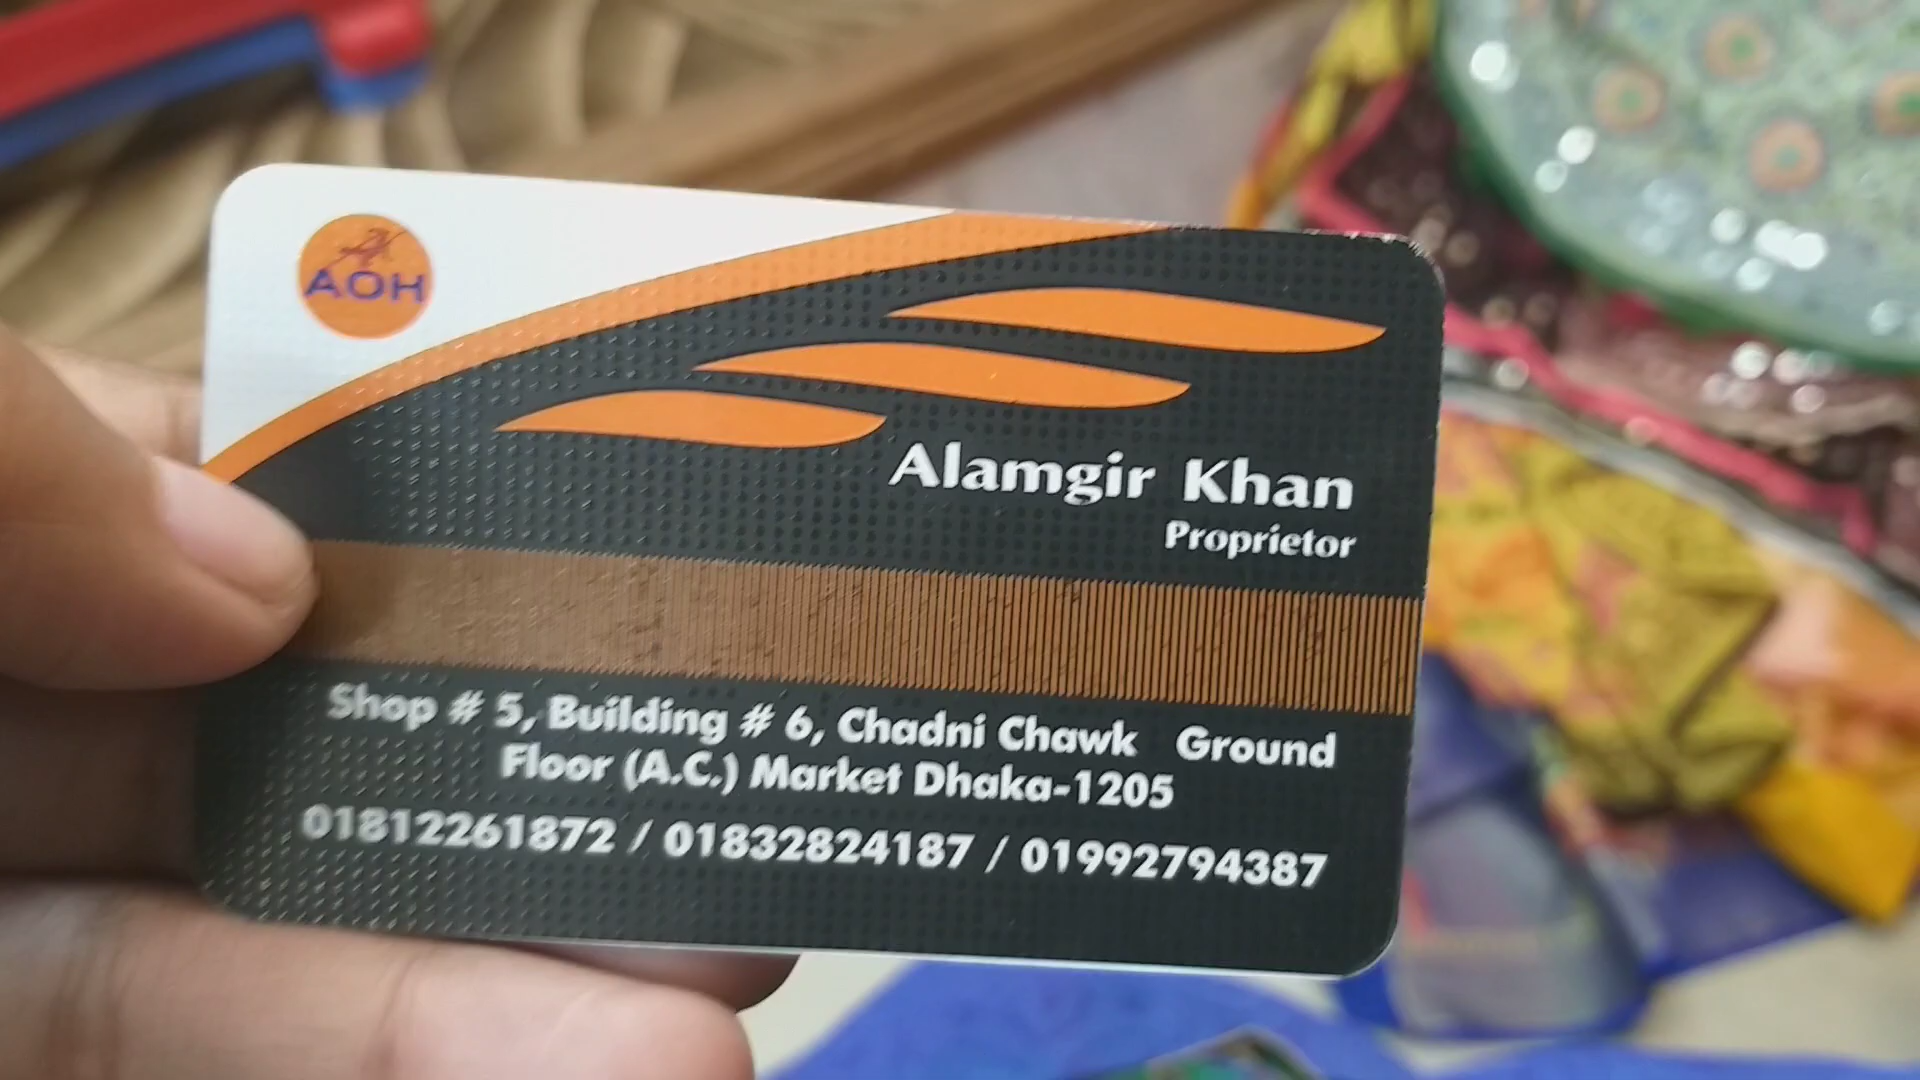 AOH
Alamgir Khan
Proprietor
Shop # 5, Building # 6, Chadni Chawk Ground
Floor (A.C.) Market Dhaka-1205
01812261872 / 01832824187 / 01992794387